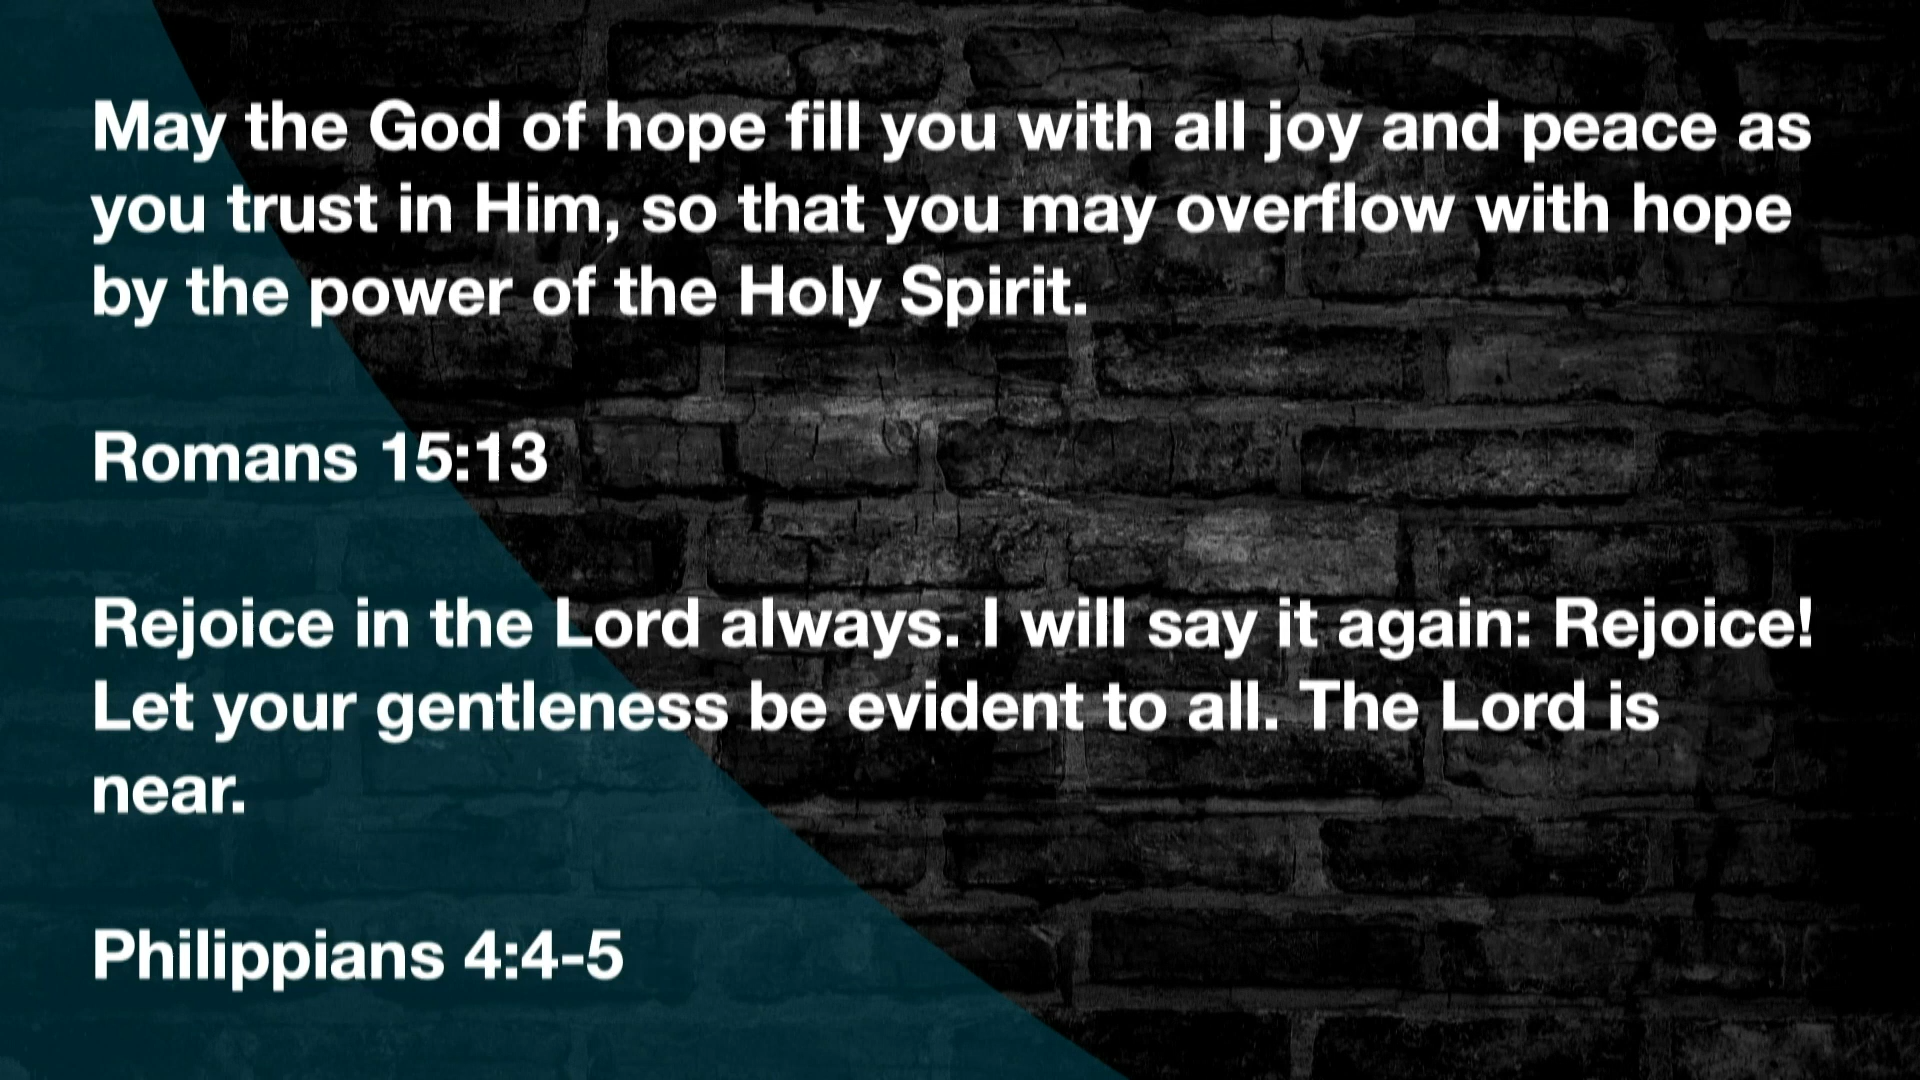 May the God of hope fill you with all joy and peace as
you trust in Him, so that you may overflow with hope
by the power of the Holy Spirit.
Romans 15:13
Rejoice in the Lord always. I will say it again: Rejoice!
Let your gentleness be evident to all. The Lord is
near.
Philippians 4:4-5